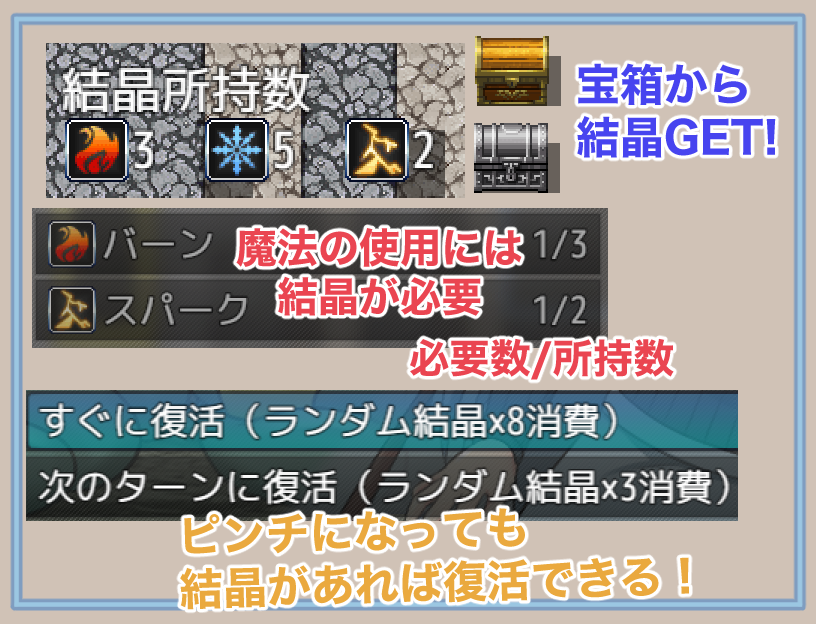 結晶所持数
3 5 2
宝箱から
結晶GET!
バーン 1/3
魔法の使用には
結晶が必要
スパーク 1/2
必要数/所持数
すぐに復活（ランダム結晶×8消費）
次のターンに復活（ランダム結晶×3消費）
ピンチになっても
結晶があれば復活できる！